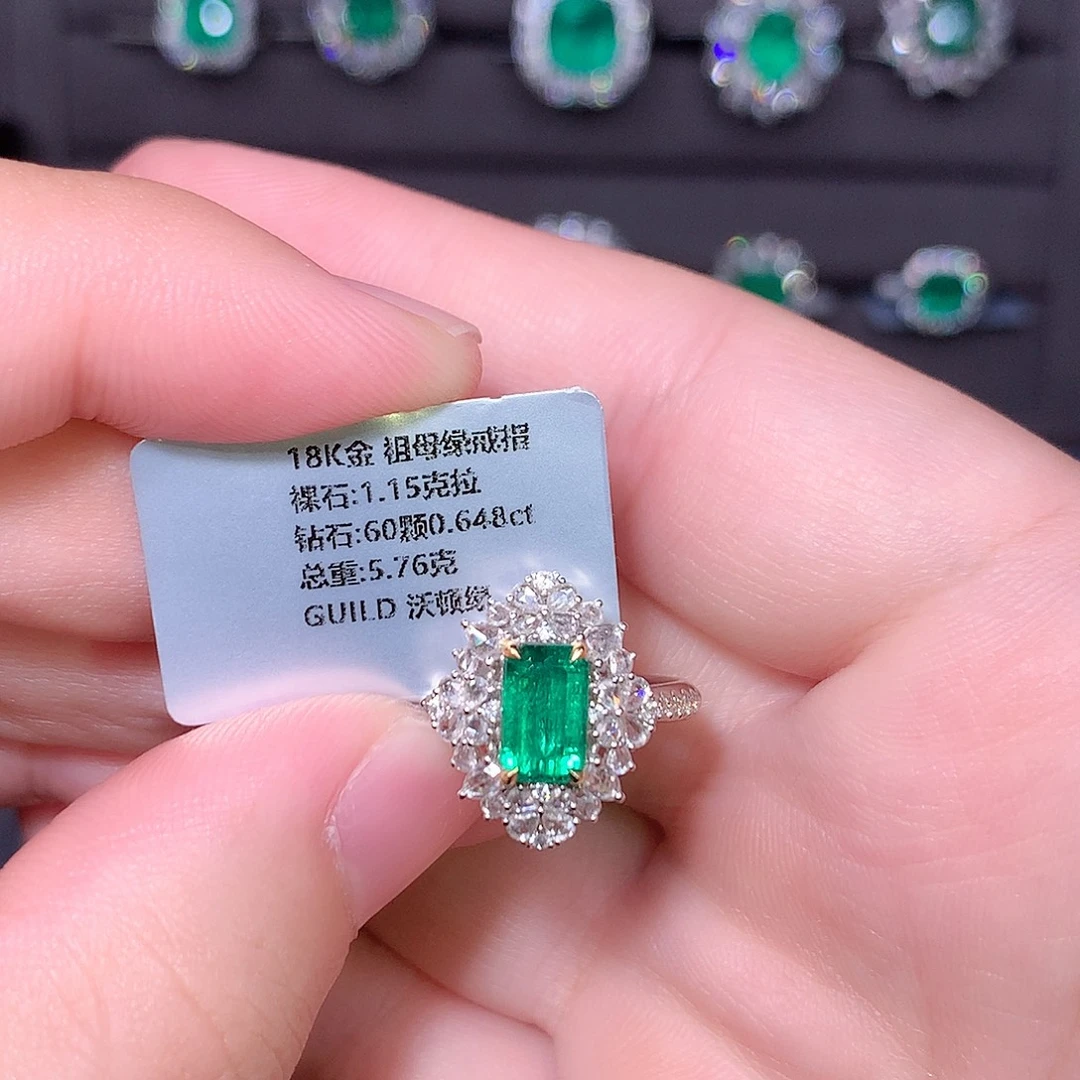 18K金 祖母绿戒指
裸石:1.15克拉
钻石:60颗0.648ct
总重:5.76克
GUILD 沃顿绿